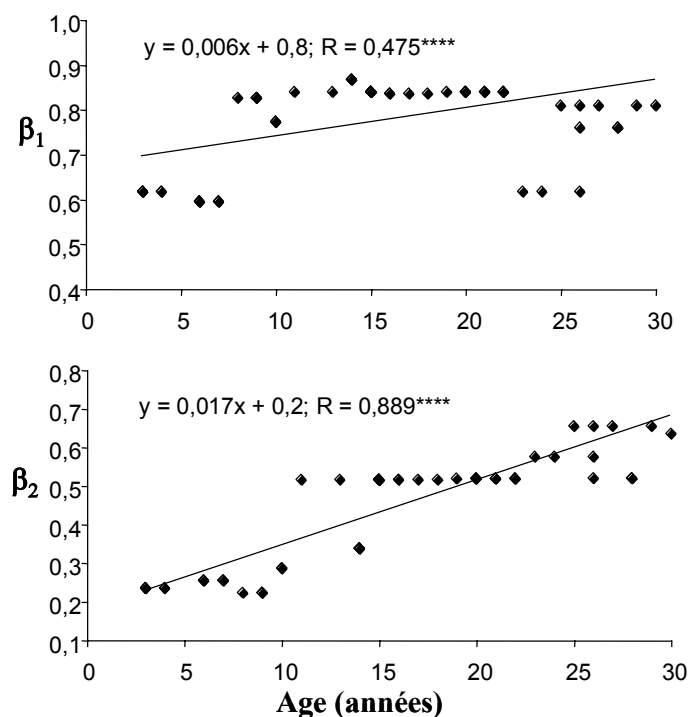 1,0
y = 0,006x + 0,8; R = 0,475****
0,9
0,8
β1
0,7
0,6
0,5
0,4
0 5 10 15 20 25 30
0,8
y = 0,017x + 0,2; R = 0,889****
0,7
0,6
β2
0,5
0,4
0,3
0,2
0,1
0 5 10 15 20 25 30
Age (années)